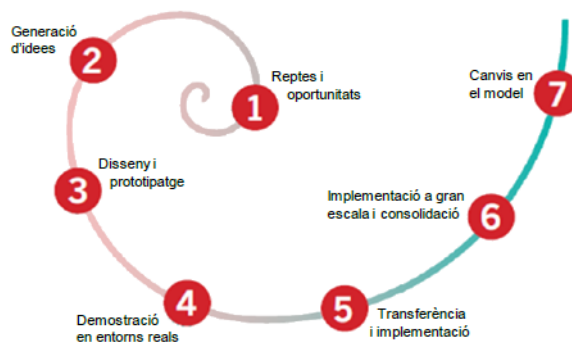 1
Reptes i
oportunitats
2
Generació
d'idees
3
Disseny i
prototipatge
4
Demostració
en entorns reals
5
Transferència
i implementació
6
Implementació a gran
escala i consolidació
7
Canvis en
el model